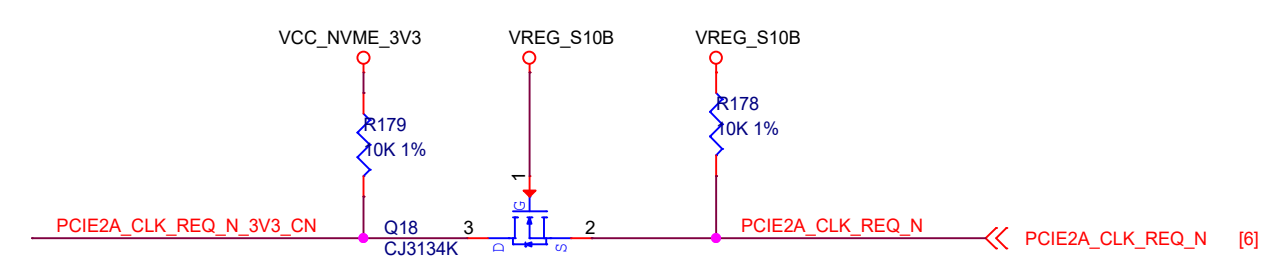 VCC_NVME_3V3
VREG_S10B
VREG_S10B
R179
10K 1%
R178
10K 1%
1
G
PCIE2A_CLK_REQ_N_3V3_CN
Q18
CJ3134K
3
D
S
2
PCIE2A_CLK_REQ_N
PCIE2A_CLK_REQ_N [6]